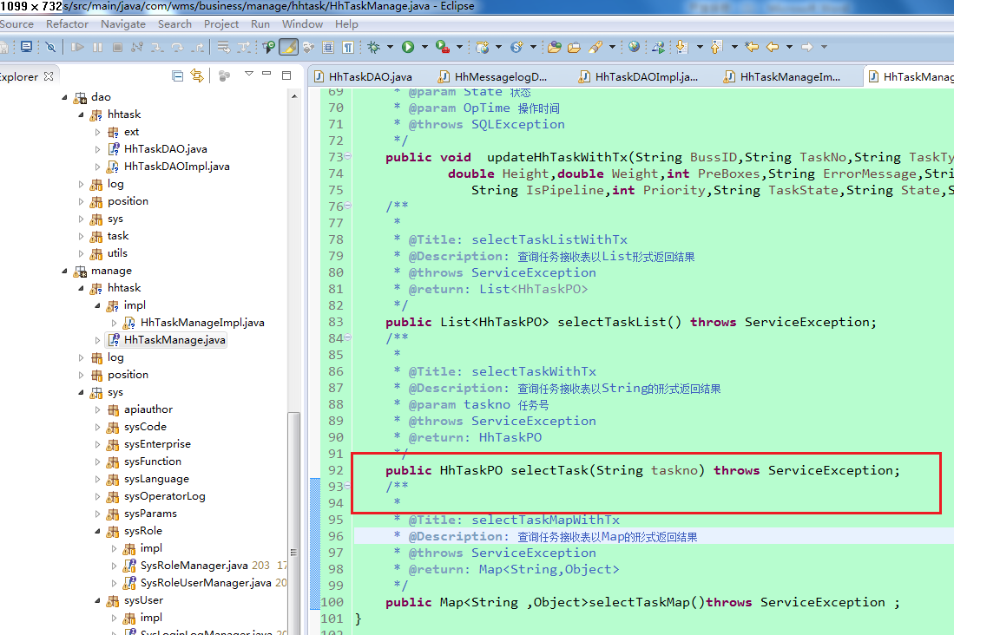 1099 × 732
s/src/main/java/com/wms/business/manage/hhtask/HhTaskManage.java - Eclipse
Source Refactor Navigate Search Project Run Window Help
Explorer
HhTaskDAO.java HhMessagelogD... HhTaskDAOImpl.ja... HhTaskManageIm... HhTaskManag
dao
hhtask
ext
HhTaskDAO.java
HhTaskDAOImpl.java
log
position
sys
task
utils
manage
hhtask
impl
HhTaskManageImpl.java
HhTaskManage.java
log
position
sys
apiauthor
sysCode
sysEnterprise
sysFunction
sysLanguage
sysOperatorLog
sysParams
sysRole
impl
SysRoleManager.java 203 17
SysRoleUserManager.java 20
sysUser
impl
SysLoginLogManager.java 20
69 * @param State 状态
70 * @param OpTime 操作时间
71 * @throws SQLException
72 */
73 public void updateHhTaskWithTx(String BussID,String TaskNo,String TaskTy
74 double Height,double Weight,int PreBoxes,String ErrorMessage,Stri
75 String IsPipeline,int Priority,String TaskState,String State,S
76 /**
77 *
78 * @Title: selectTaskListWithTx
79 * @Description: 查询任务接收表以List形式返回结果
80 * @throws ServiceException
81 * @return: List<HhTaskPO>
82 */
83 public List<HhTaskPO> selectTaskList() throws ServiceException;
84 /**
85 *
86 * @Title: selectTaskWithTx
87 * @Description: 查询任务接收表以String的形式返回结果
88 * @param taskno 任务号
89 * @throws ServiceException
90 * @return: HhTaskPO
91 */
92 public HhTaskPO selectTask(String taskno) throws ServiceException;
93 /**
94 *
95 * @Title: selectTaskMapWithTx
96 * @Description: 查询任务接收表以Map的形式返回结果
97 * @throws ServiceException
98 * @return: Map<String,Object>
99 */
100 public Map<String ,Object>selectTaskMap()throws ServiceException ;
101 }
102